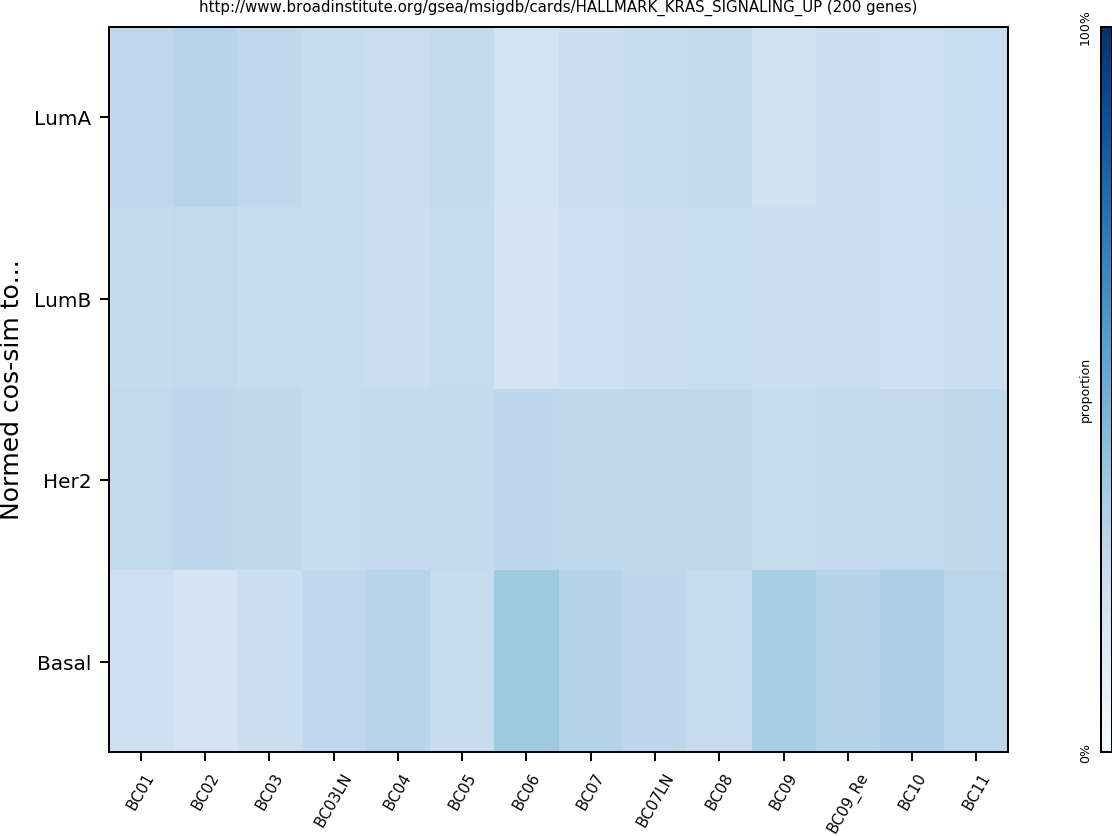 http://www.broadinstitute.org/gsea/msigdb/cards/HALLMARK_KRAS_SIGNALING_UP (200 genes)
100%
LumA
LumB
Normed cos-sim to...
proportion
Her2
Basal
0%
BC01
BC02
BC03
BC03LN
BC04
BC05
BC06
BC07
BC07LN
BC08
BC09
BC09_Re
BC10
BC11